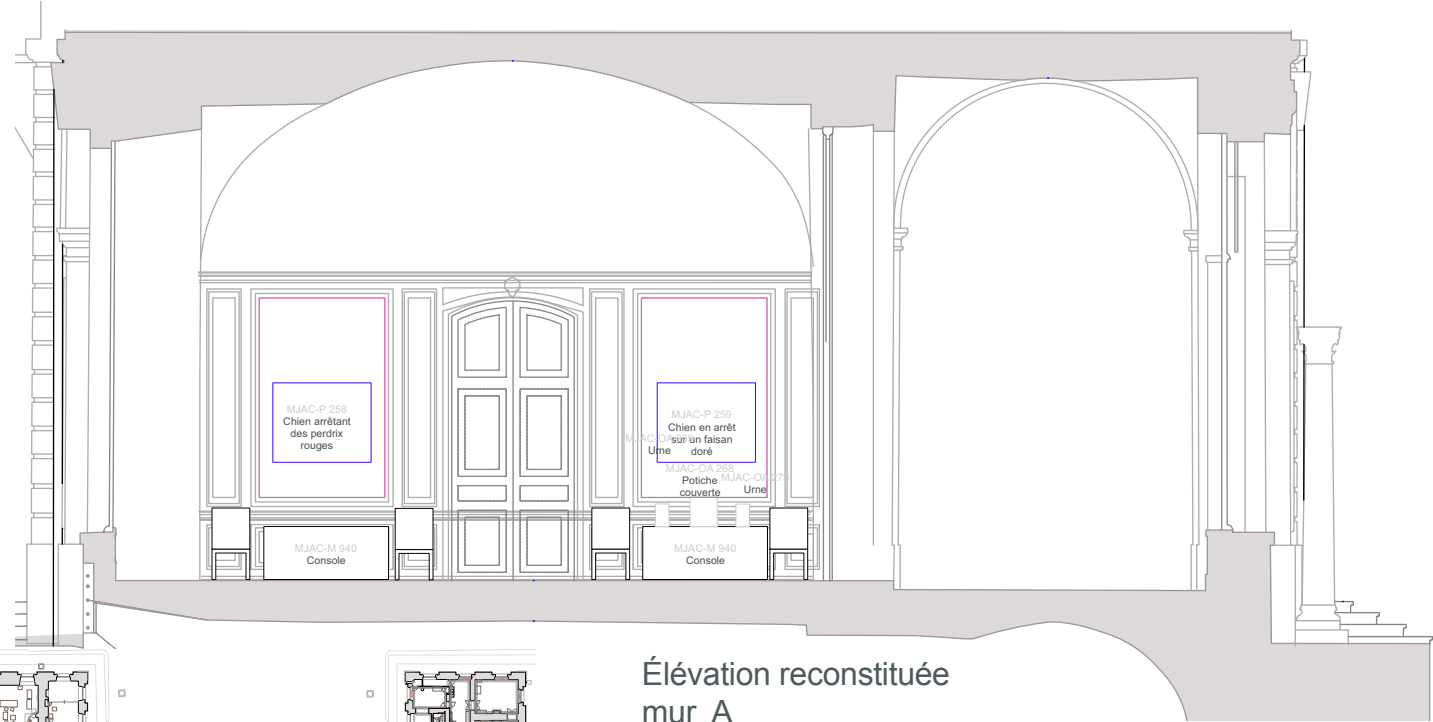 MJAC-P 258
Chien arrêtant
des perdrix
rouges
MJAC-P 259
Chien en arrêt
sur un faisan
doré
Urne
MJAC-OA 268
Potiche
couverte
Urne
MJAC-M 940
Console
MJAC-M 940
Console
Élévation reconstituée
mur A